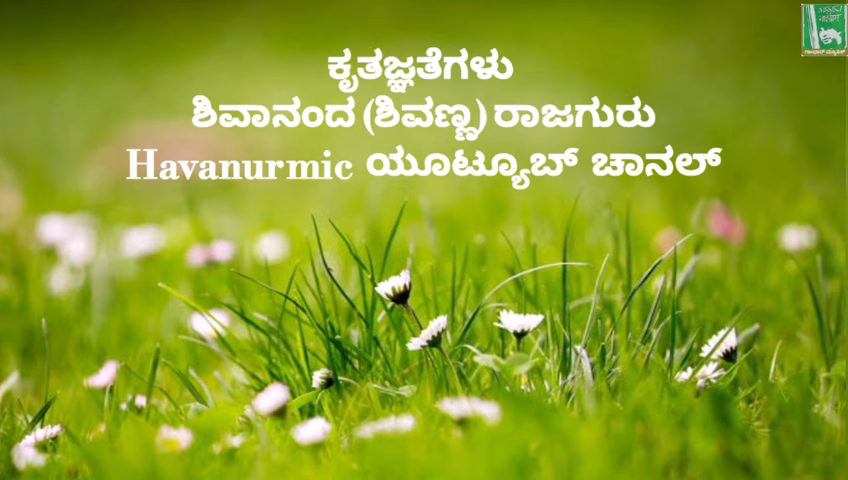 ಕೃತಜ್ಞತೆಗಳು
ಶಿವಾನಂದ (ಶಿವಣ್ಣ) ರಾಜಗುರು
Havanurmic ಯೂಟ್ಯೂಬ್ ಚಾನಲ್